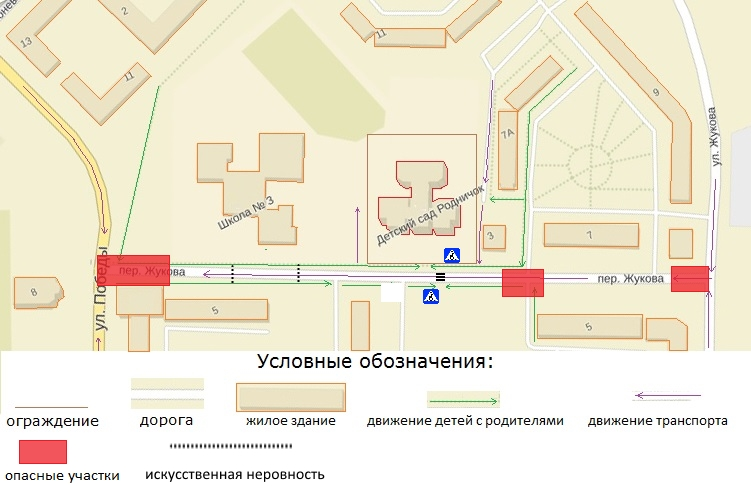 2
13
11
11
9
ул. Жукова
7А
Школа № 3
Детский сад Родничок
3
7
ул. Победы
пер. Жукова
пер. Жукова
8
5
5
Условные обозначения:
ограждение
дорога
жилое здание
движение детей с родителями
движение транспорта
опасные участки
искусственная неровность